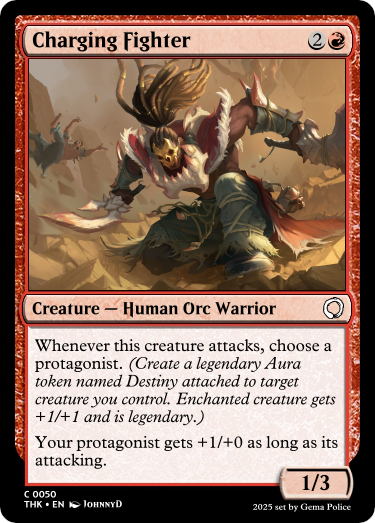 Charging Fighter 2
Creature — Human Orc Warrior
Whenever this creature attacks, choose a
protagonist. (Create a legendary Aura
token named Destiny attached to target
creature you control. Enchanted creature gets
+1/+1 and is legendary.)
Your protagonist gets +1/+0 as long as its
attacking.
1/3
C 0050
THK • EN JohnnyD
2025 set by Gema Police